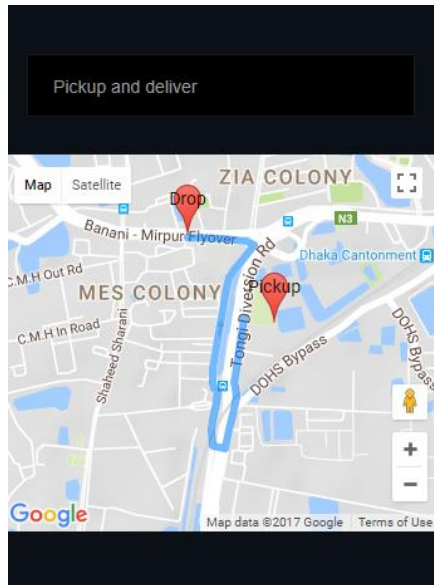 Pickup and deliver
Map
Satellite
ZIA COLONY
Drop
N3
Banani - Mirpur Flyover
Dhaka Cantonment
C.M.H Out Rd
MES COLONY
Pickup
Tongi Diversion Rd
C.M.H In Road
Shaheed Sharani
DOHS Bypass
DOHS Bypass
+
−
Google
Map data ©2017 Google
Terms of Use